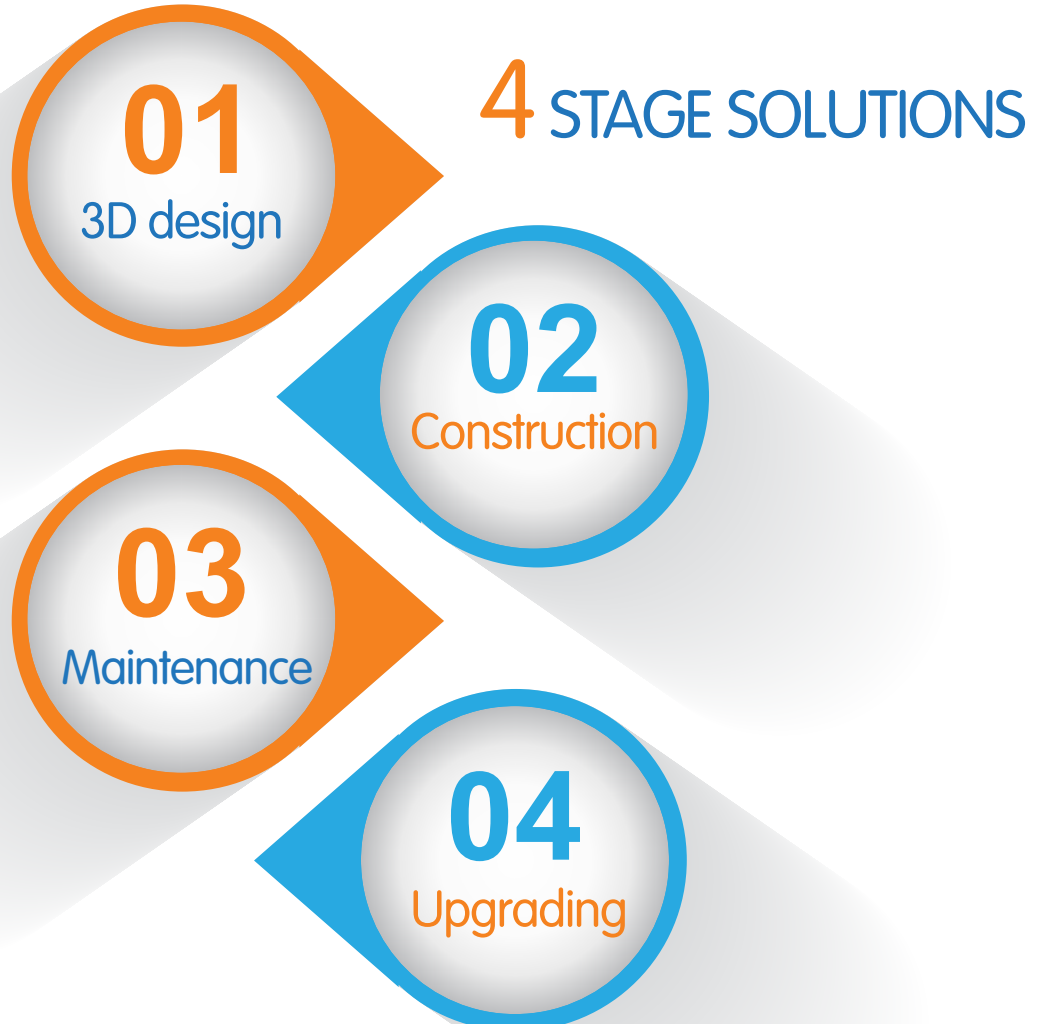 4 STAGE SOLUTIONS
01
3D design
02
Construction
03
Maintenance
04
Upgrading